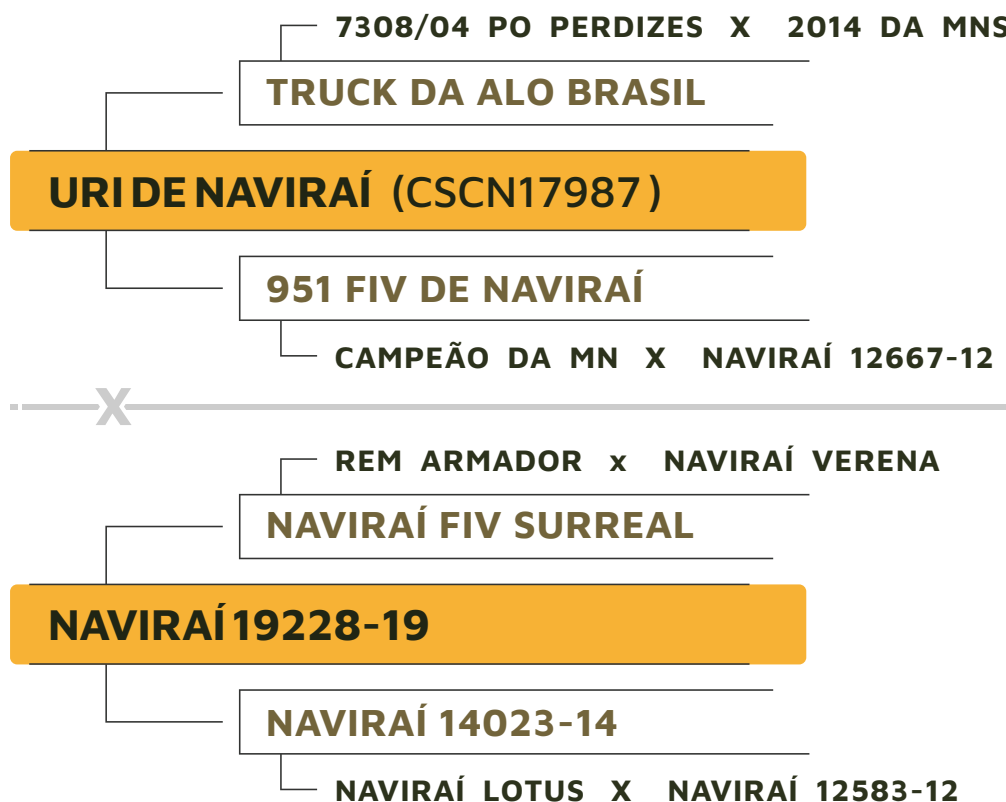 7308/04 PO PERDIZES X 2014 DA MNS
TRUCK DA ALO BRASIL
URI DE NAVIRAÍ (CSCN17987)
951 FIV DE NAVIRAÍ
CAMPEÃO DA MN X NAVIRAÍ 12667-12
X
REM ARMADOR x NAVIRAÍ VERENA
NAVIRAÍ FIV SURREAL
NAVIRAÍ 19228-19
NAVIRAÍ 14023-14
NAVIRAÍ LOTUS X NAVIRAÍ 12583-12